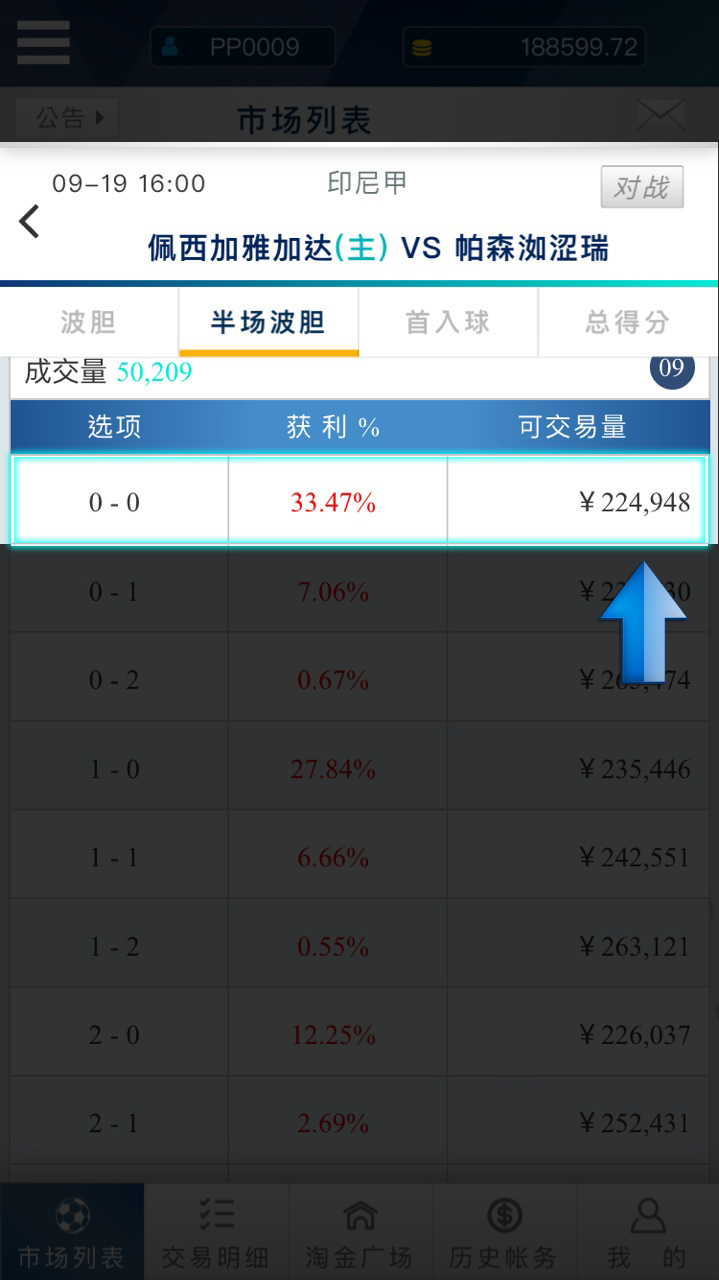 PP0009 188599.72
公告 市场列表
09-19 16:00 印尼甲 对战
佩西加雅加达(主) VS 帕森洳涩瑞
波胆 半场波胆 首入球 总得分
成交量 50,209 09
选项 获利% 可交易量
0 - 0 33.47% ¥224,948
0 - 1 7.06%
0 - 2 0.67%
1 - 0 27.84% ¥235,446
1 - 1 6.66% ¥242,551
1 - 2 0.55% ¥263,121
2 - 0 12.25% ¥226,037
2 - 1 2.69% ¥252,431
市场列表 交易明细 淘金广场 历史帐务 我的